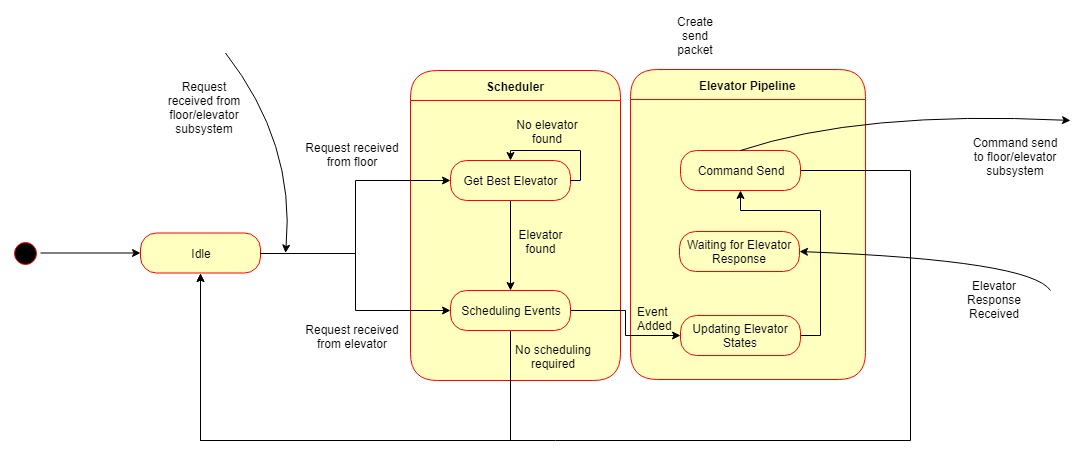 Create
send
packet
Request
received from
floor/elevator
subsystem
Scheduler
Elevator Pipeline
No elevator
found
Request received
from floor
Get Best Elevator
Command Send
Command send
to floor/elevator
subsystem
Idle
Elevator
found
Waiting for Elevator
Response
Elevator
Response
Received
Scheduling Events
Event
Added
Updating Elevator
States
Request received
from elevator
No scheduling
required